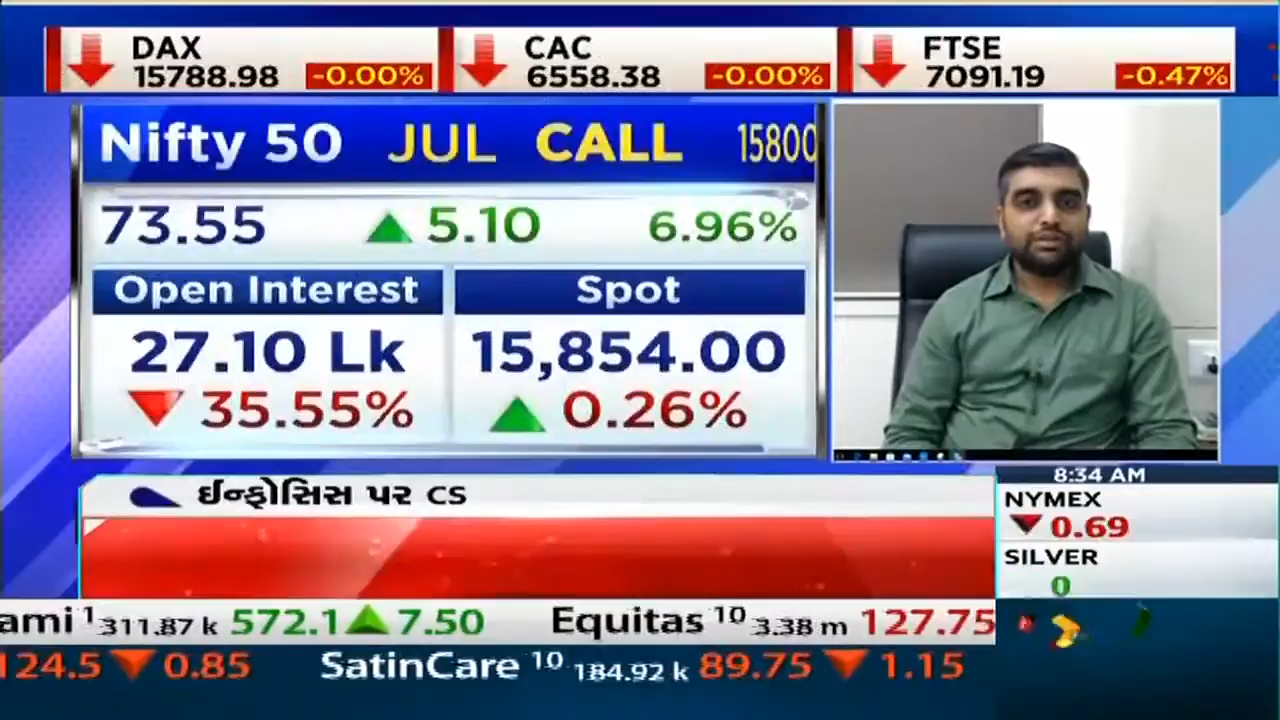 DAX
15788.98 -0.00%
CAC
6558.38 -0.00%
FTSE
7091.19 -0.47%
Nifty 50 JUL CALL 15800
73.55 5.10 6.96%
Open Interest
27.10 Lk
35.55%
Spot
15,854.00
0.26%
ઈન્ફોસિસ પર CS
8:34 AM
NYMEX
0.69
SILVER
0
ami 1 311.87 k 572.1 7.50 Equitas 10 3.38 m 127.75
124.5 0.85 SatinCare 10 184.92 k 89.75 1.15